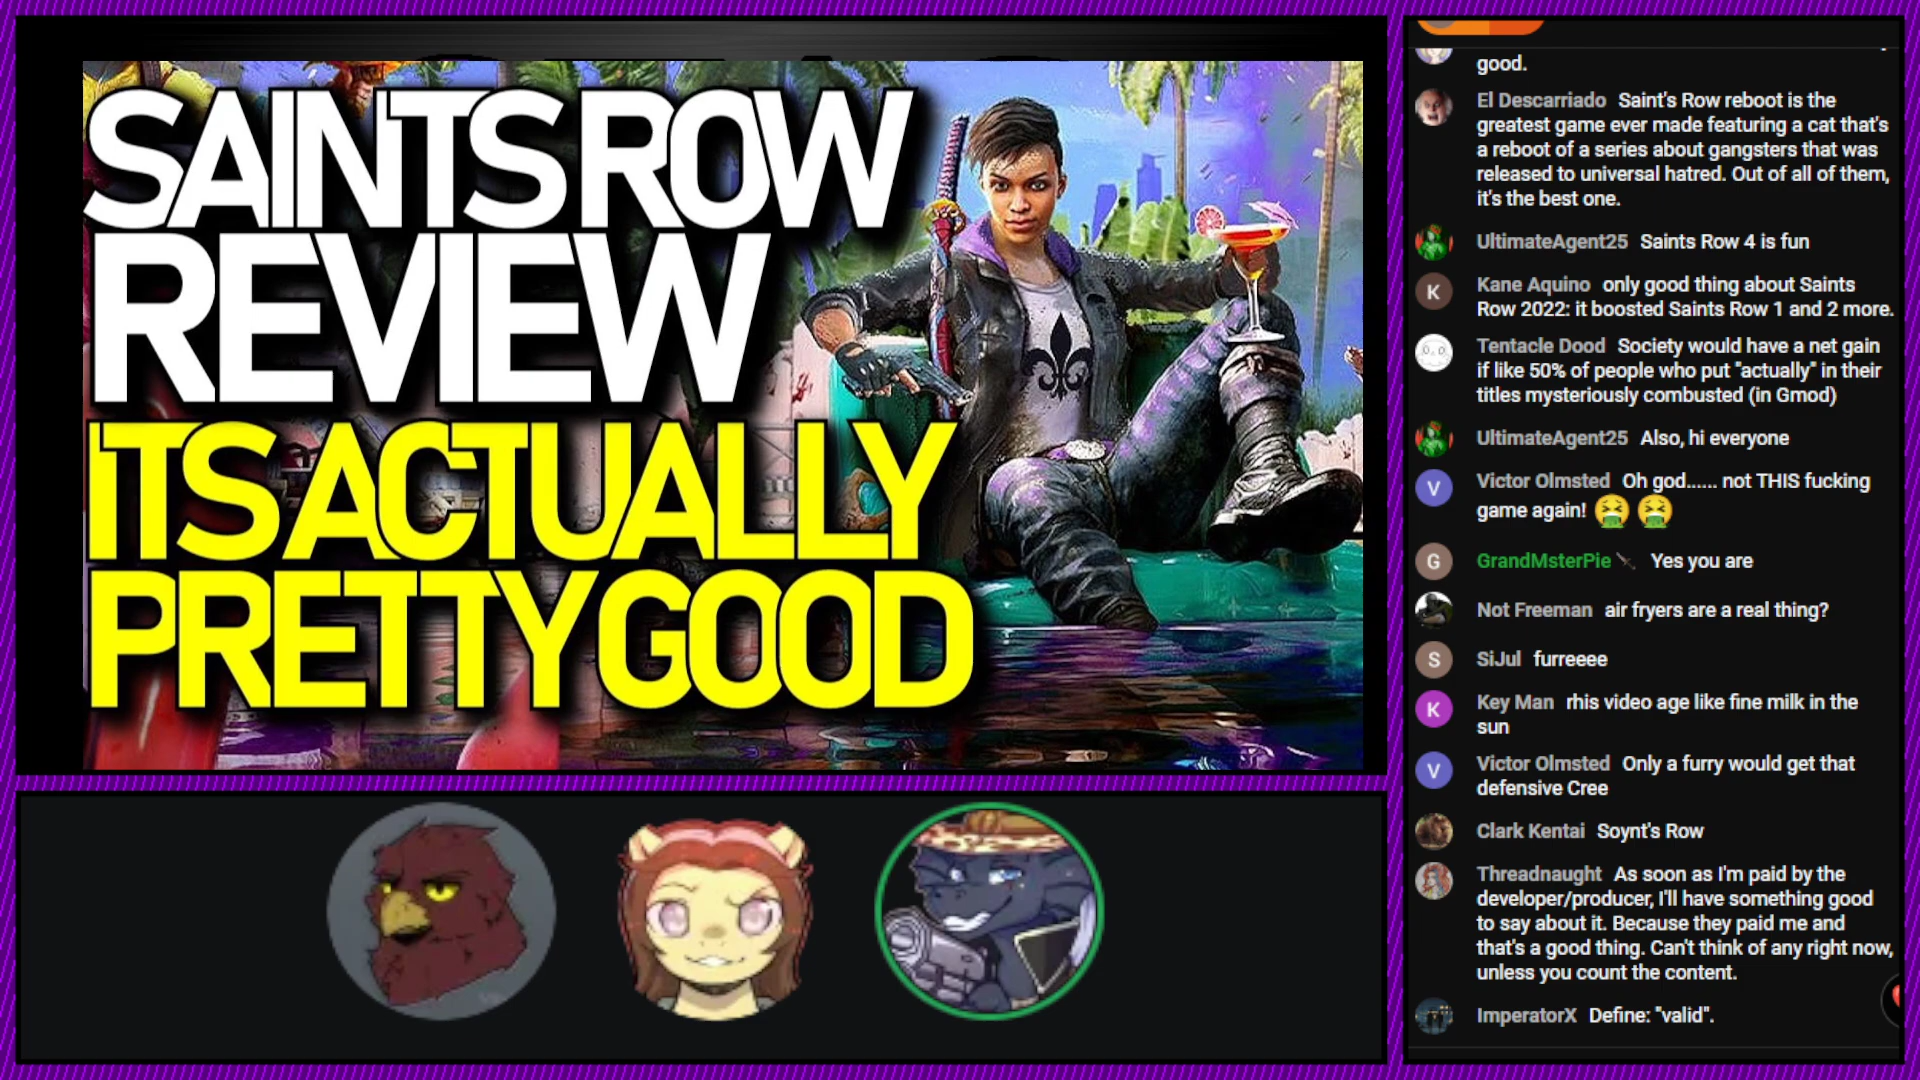 SAINTS ROW
REVIEW
ITS ACTUALLY
PRETTY GOOD
good.
El Descarriado Saint's Row reboot is the
greatest game ever made featuring a cat that's
a reboot of a series about gangsters that was
released to universal hatred. Out of all of them,
it's the best one.
UltimateAgent25 Saints Row 4 is fun
K
Kane Aquino only good thing about Saints
Row 2022: it boosted Saints Row 1 and 2 more.
Tentacle Dood Society would have a net gain
if like 50% of people who put "actually" in their
titles mysteriously combusted (in Gmod)
UltimateAgent25 Also, hi everyone
V
Victor Olmsted Oh god...... not THIS fucking
game again! 🤮 🤮
G
GrandMsterPie Yes you are
Not Freeman air fryers are a real thing?
S
SiJul furreeee
K
Key Man rhis video age like fine milk in the
sun
V
Victor Olmsted Only a furry would get that
defensive Cree
Clark Kentai Soynt's Row
Threadnaught As soon as I'm paid by the
developer/producer, I'll have something good
to say about it. Because they paid me and
that's a good thing. Can't think of any right now,
unless you count the content.
ImperatorX Define: "valid".